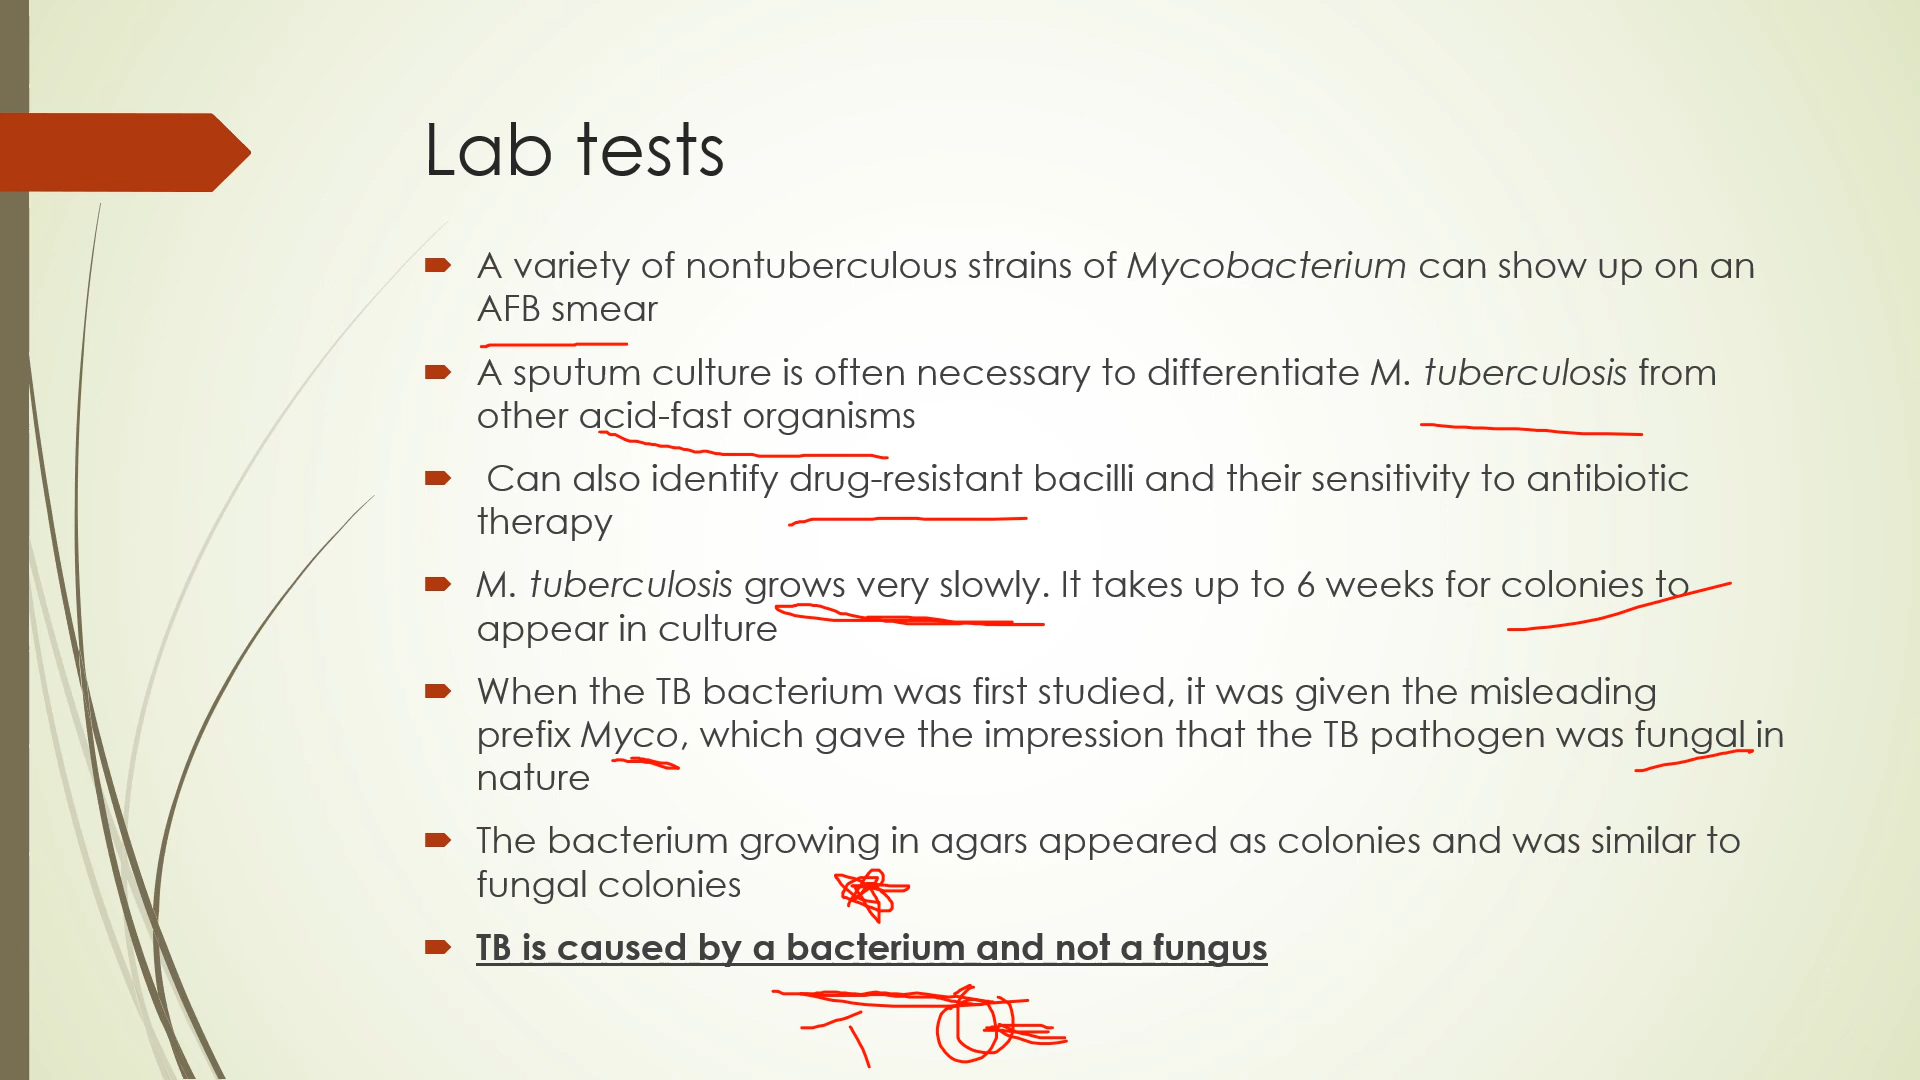 Lab tests
A variety of nontuberculous strains of Mycobacterium can show up on an
AFB smear
A sputum culture is often necessary to differentiate M. tuberculosis from
other acid-fast organisms
Can also identify drug-resistant bacilli and their sensitivity to antibiotic
therapy
M. tuberculosis grows very slowly. It takes up to 6 weeks for colonies to
appear in culture
When the TB bacterium was first studied, it was given the misleading
prefix Myco, which gave the impression that the TB pathogen was fungal in
nature
The bacterium growing in agars appeared as colonies and was similar to
fungal colonies
TB is caused by a bacterium and not a fungus